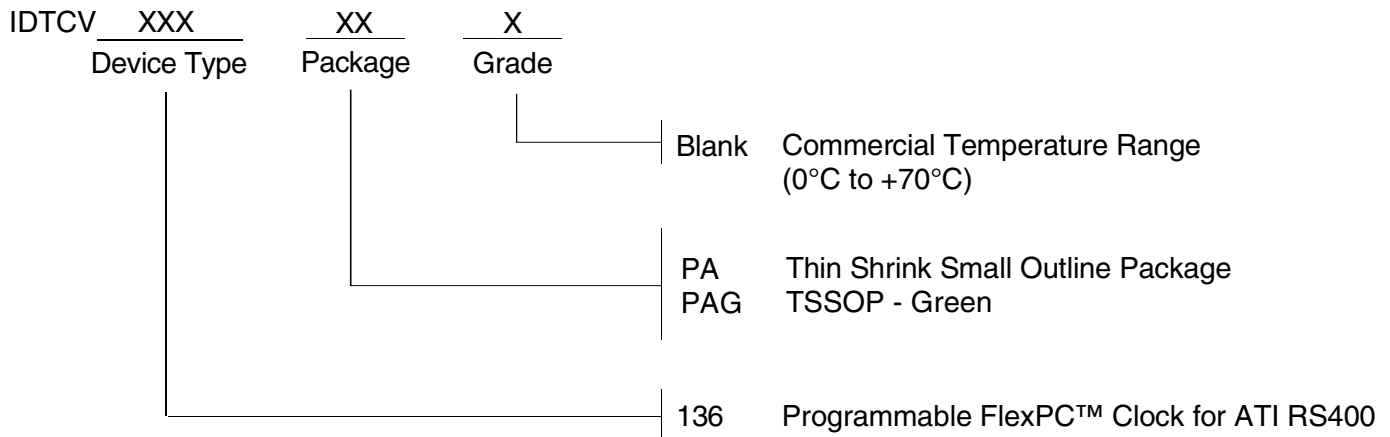 IDTCV XXX XX X
Device Type Package Grade
Blank Commercial Temperature Range
(0°C to +70°C)
PA Thin Shrink Small Outline Package
PAG TSSOP - Green
136 Programmable FlexPC™ Clock for ATI RS400